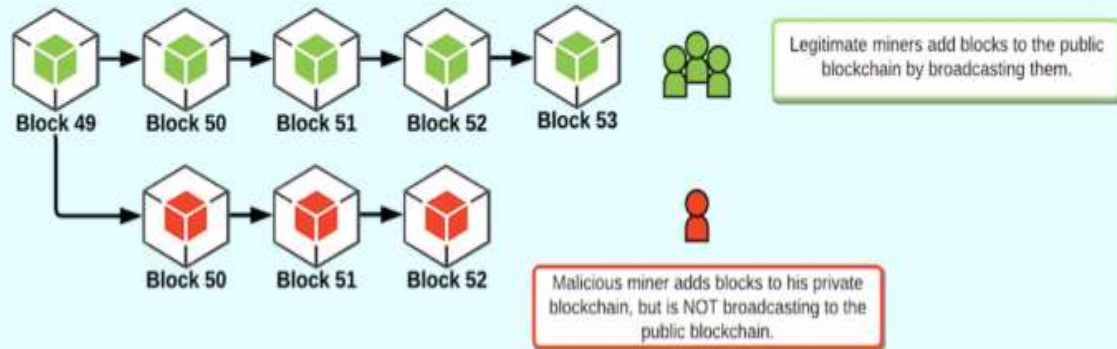 Block 49
Block 50
Block 51
Block 52
Block 53
Legitimate miners add blocks to the public
blockchain by broadcasting them.
Block 50
Block 51
Block 52
Malicious miner adds blocks to his private
blockchain, but is NOT broadcasting to the
public blockchain.